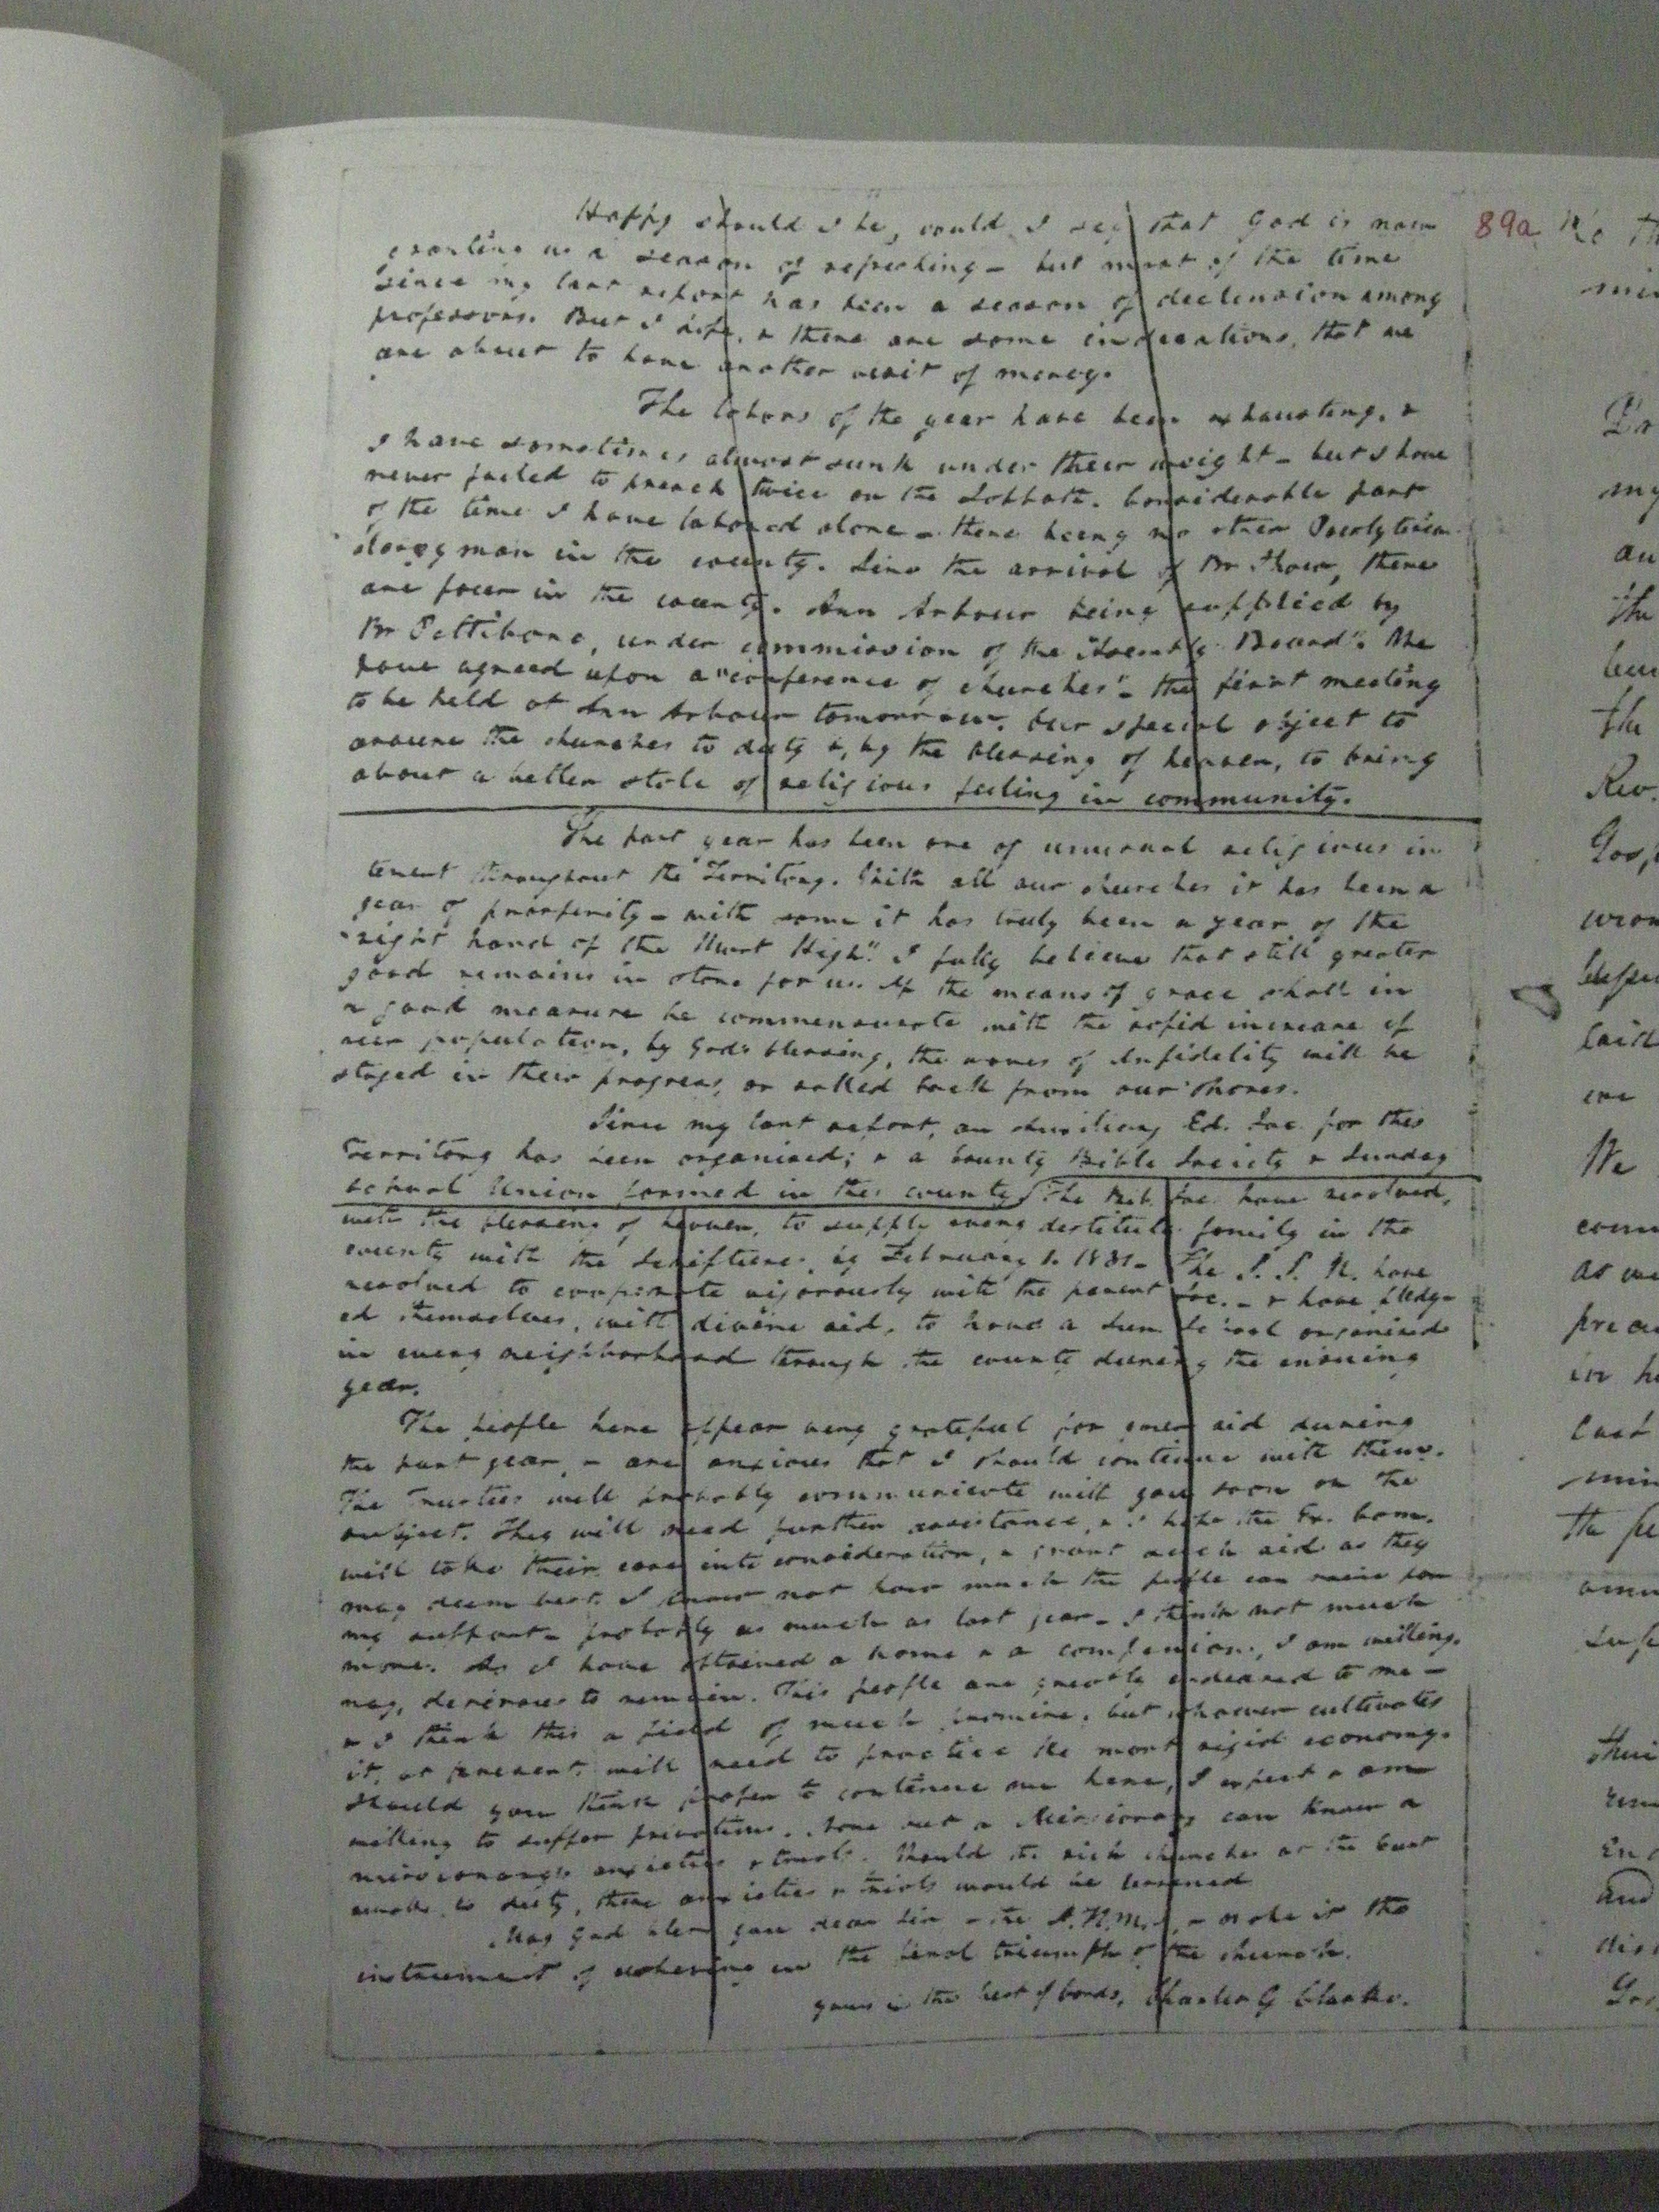 Happy should I be, could I say that God is now
granting us a season of refreshing - but most of the time
since my last report has been a season of declension among
professors. But I hope, & there are some indications, that we
are about to have another visit of mercy.
The labors of the year have been exhausting, &
I have sometimes almost sunk under their weight - but I have
never failed to preach twice on the Sabbath. Considerable part
of the time I have labored alone - there being no other Presbyterian
clergyman in the county. Since the arrival of Mr there
are four in the county. Ann Arbour being supplied by
Mr Pettibone, under commission of the Assembly's Board". We
have agreed upon a "conference of churches" - the first meeting
to be held at Ann Arbour tomorrow. Our special object to
arouse the churches to duty &, by the blessing of heaven, to bring
about a better state of religious feeling in community.
The past year has been one of unusual religious in
terest throughout the Territory. With all our churches it has been a
year of prosperity - with some it has truly been a year of the
"right hand of the Most High". I fully believe that still greater
good remains in store for us. If the means of grace shall in
a good measure be commensurate with the rapid increase of
our population, by God's blessing, the waves of Infidelity will be
stayed in their progress, or rolled back from our shores.
Since my last report, an Auxiliary Ed. Soc. for this
Territory has been organised; & a County Bible Society & Sunday
School Union formed in this county. The Bib. Soc. have resolved,
with the blessing of heaven, to supply every destitute family in the
county with the Scriptures by February 1. 1831 - The S. S. U. have
resolved to cooperate vigorously with the parent Soc. - & have pledg-
ed themselves, with divine aid, to have a Sun. School organised
in every neighborhood through the county during the ensuing
year.
The people here appear very grateful for your aid during
the past year, & are anxious that I should continue with them.
The Trustees will probably communicate with you soon on the
subject. They will need further assistance, & I hope the Ex. Com.
will take their case into consideration, & grant such aid as they
may deem best. I know not how much the people can raise for
my support - probably as much as last year - I think not much
more. As I have obtained a home & a companion, I am willing,
nay, desirous to remain. This people are greatly endeared to me -
& I think this a field of much promise, but whoever cultivates
it, at present, will need to practice the most rigid economy.
Should you think proper to continue me here, I expect & am
willing to suffer privations. None but a Missionary can know a
missionary's anxieties & trials. Should the rich churches at the East
awake to duty, these anxieties & trials would be lessened
May God bless you dear Sir & the A.H.M.S. - make it the
instrument of ushering in the final triumph of the church.
yours in the best of bonds, Charles G Clarke.
89a
We
my
an
the
Rev.
We
as we
in h
last
and